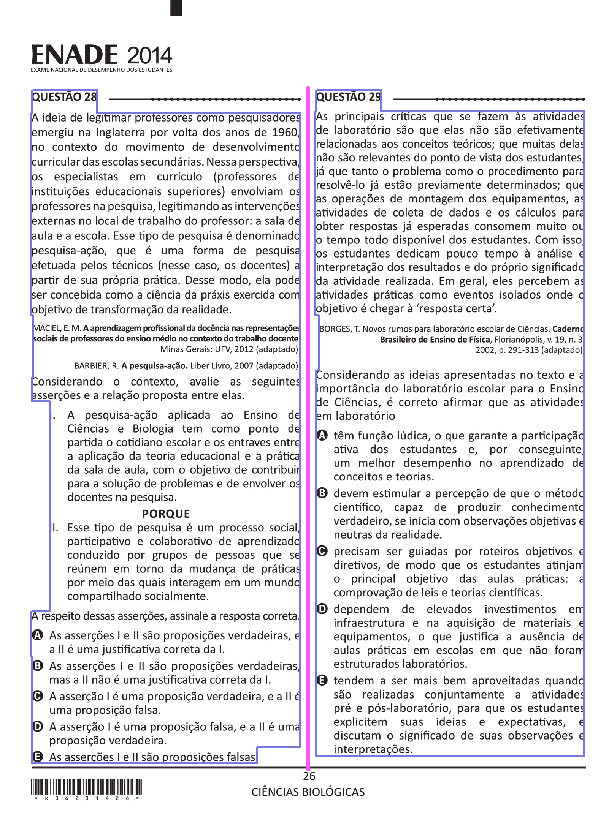 ENADE 2014
EXAME NACIONAL DE DESEMPENHO DOS ESTUDANTES
QUESTÃO 28
A ideia de legitimar professores como pesquisadores
emergiu na Inglaterra por volta dos anos de 1960,
no contexto do movimento de desenvolvimento
curricular das escolas secundárias. Nessa perspectiva,
os especialistas em currículo (professores de
instituições educacionais superiores) envolviam os
professores na pesquisa, legitimando as intervenções
externas no local de trabalho do professor: a sala de
aula e a escola. Esse tipo de pesquisa é denominado
pesquisa-ação, que é uma forma de pesquisa
efetuada pelos técnicos (nesse caso, os docentes) a
partir de sua própria prática. Desse modo, ela pode
ser concebida como a ciência da práxis exercida com
objetivo de transformação da realidade.
MACIEL, E. M. A aprendizagem profissional da docência nas representações
sociais de professores do ensino médio no contexto do trabalho docente
Minas Gerais: UFV, 2012 (adaptado)
BARBIER, R. A pesquisa-ação. Liber Livro, 2007 (adaptado)
Considerando o contexto, avalie as seguintes
asserções e a relação proposta entre elas.
I. A pesquisa-ação aplicada ao Ensino de
Ciências e Biologia tem como ponto de
partida o cotidiano escolar e os entraves entre
a aplicação da teoria educacional e a prática
da sala de aula, com o objetivo de contribuir
para a solução de problemas e de envolver os
docentes na pesquisa.
PORQUE
II. Esse tipo de pesquisa é um processo social,
participativo e colaborativo de aprendizado
conduzido por grupos de pessoas que se
reúnem em torno da mudança de práticas
por meio das quais interagem em um mundo
compartilhado socialmente.
A respeito dessas asserções, assinale a resposta correta.
A As asserções I e II são proposições verdadeiras, e
a II é uma justificativa correta da I.
B As asserções I e II são proposições verdadeiras,
mas a II não é uma justificativa correta da I.
C A asserção I é uma proposição verdadeira, e a II é
uma proposição falsa.
D A asserção I é uma proposição falsa, e a II é uma
proposição verdadeira.
E As asserções I e II são proposições falsas
QUESTÃO 29
As principais críticas que se fazem às atividades
de laboratório são que elas não são efetivamente
relacionadas aos conceitos teóricos; que muitas delas
não são relevantes do ponto de vista dos estudantes,
já que tanto o problema como o procedimento para
resolvê-lo já estão previamente determinados; que
as operações de montagem dos equipamentos, as
atividades de coleta de dados e os cálculos para
obter respostas já esperadas consomem muito ou
o tempo todo disponível dos estudantes. Com isso,
os estudantes dedicam pouco tempo à análise e
interpretação dos resultados e do próprio significado
da atividade realizada. Em geral, eles percebem as
atividades práticas como eventos isolados onde o
objetivo é chegar à 'resposta certa'.
BORGES, T. Novos rumos para laboratório escolar de Ciências. Caderno
Brasileiro de Ensino de Física, Florianópolis, v. 19, n. 3
2002, p. 291-313 (adaptado)
Considerando as ideias apresentadas no texto e a
importância do laboratório escolar para o Ensino
de Ciências, é correto afirmar que as atividades
em laboratório
A têm função lúdica, o que garante a participação
ativa dos estudantes e, por conseguinte,
um melhor desempenho no aprendizado de
conceitos e teorias.
B devem estimular a percepção de que o método
científico, capaz de produzir conhecimento
verdadeiro, se inicia com observações objetivas e
neutras da realidade.
C precisam ser guiadas por roteiros objetivos e
diretivos, de modo que os estudantes atinjam
o principal objetivo das aulas práticas: a
comprovação de leis e teorias científicas.
D dependem de elevados investimentos em
infraestrutura e na aquisição de materiais e
equipamentos, o que justifica a ausência de
aulas práticas em escolas em que não foram
estruturados laboratórios.
E tendem a ser mais bem aproveitadas quando
são realizadas conjuntamente a atividades
pré e pós-laboratório, para que os estudantes
explicitem suas ideias e expectativas, e
discutam o significado de suas observações e
interpretações.
26
CIÊNCIAS BIOLÓGICAS